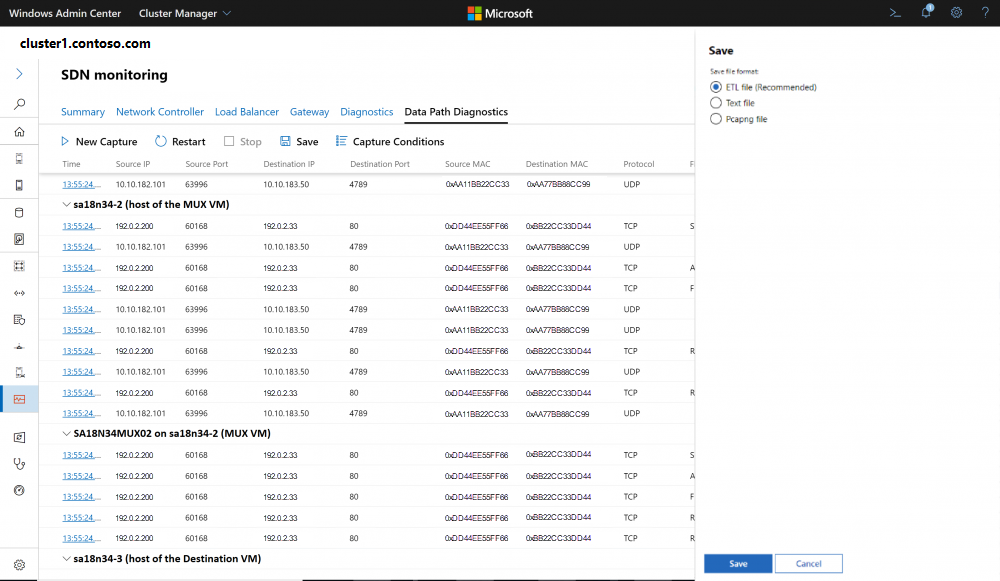 Windows Admin Center Cluster Manager Microsoft 1 ?
cluster1.contoso.com
SDN monitoring
Summary Network Controller Load Balancer Gateway Diagnostics Data Path Diagnostics
New Capture Restart Stop Save Capture Conditions
Time Source IP Source Port Destination IP Destination Port Source MAC Destination MAC Protocol
13:55:24... 10.10.182.101 63996 10.10.183.50 4789 0xAA11BB22CC33 0xAA77BB88CC99 UDP
sa18n34-2 (host of the MUX VM)
13:55:24... 192.0.2.200 60168 192.0.2.33 80 0xDD44EE55FF66 0xBB22CC33DD44 TCP S
13:55:24... 10.10.182.101 63996 10.10.183.50 4789 0xAA11BB22CC33 0xAA77BB88CC99 UDP
13:55:24... 192.0.2.200 60168 192.0.2.33 80 0xDD44EE55FF66 0xBB22CC33DD44 TCP A
13:55:24... 192.0.2.200 60168 192.0.2.33 80 0xDD44EE55FF66 0xBB22CC33DD44 TCP F
13:55:24... 10.10.182.101 63996 10.10.183.50 4789 0xAA11BB22CC33 0xAA77BB88CC99 UDP
13:55:24... 10.10.182.101 63996 10.10.183.50 4789 0xAA11BB22CC33 0xAA77BB88CC99 UDP
13:55:24... 192.0.2.200 60168 192.0.2.33 80 0xDD44EE55FF66 0xBB22CC33DD44 TCP R
13:55:24... 10.10.182.101 63996 10.10.183.50 4789 0xAA11BB22CC33 0xAA77BB88CC99 UDP
13:55:24... 192.0.2.200 60168 192.0.2.33 80 0xDD44EE55FF66 0xBB22CC33DD44 TCP R
13:55:24... 10.10.182.101 63996 10.10.183.50 4789 0xAA11BB22CC33 0xAA77BB88CC99 UDP
SA18N34MUX02 on sa18n34-2 (MUX VM)
13:55:24... 192.0.2.200 60168 192.0.2.33 80 0xDD44EE55FF66 0xBB22CC33DD44 TCP S
13:55:24... 192.0.2.200 60168 192.0.2.33 80 0xDD44EE55FF66 0xBB22CC33DD44 TCP A
13:55:24... 192.0.2.200 60168 192.0.2.33 80 0xDD44EE55FF66 0xBB22CC33DD44 TCP F
13:55:24... 192.0.2.200 60168 192.0.2.33 80 0xDD44EE55FF66 0xBB22CC33DD44 TCP R
13:55:24... 192.0.2.200 60168 192.0.2.33 80 0xDD44EE55FF66 0xBB22CC33DD44 TCP R
sa18n34-3 (host of the Destination VM)
Save
Save file format:
ETL file (Recommended)
Text file
Pcapng file
Save Cancel